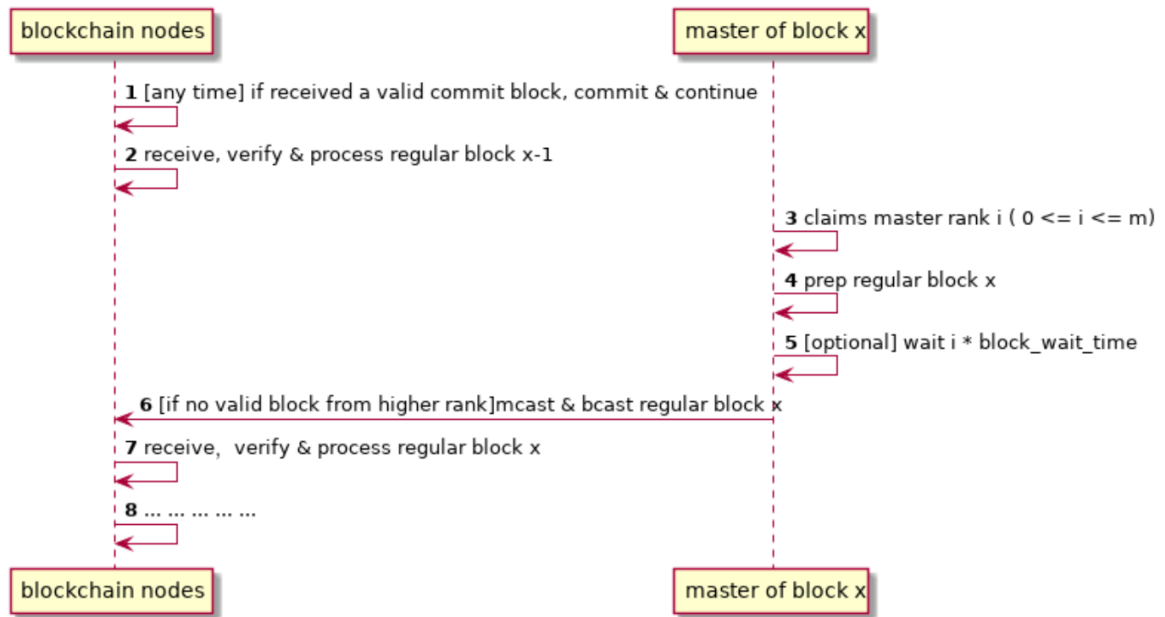 blockchain nodes
master of block x
1 [any time] if received a valid commit block, commit & continue
2 receive, verify & process regular block x-1
3 claims master rank i ( 0 <= i <= m)
4 prep regular block x
5 [optional] wait i * block_wait_time
6 [if no valid block from higher rank]mcast & bcast regular block x
7 receive，verify & process regular block x
8 ... ... ... ... ...
blockchain nodes
master of block x